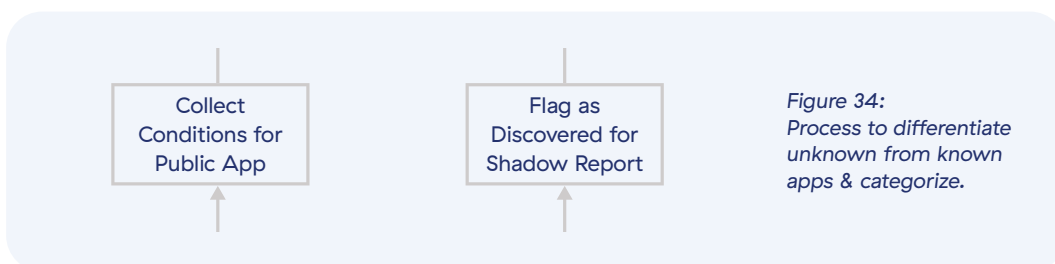 Collect
Conditions for
Public App
Flag as
Discovered for
Shadow Report
Figure 34:
Process to differentiate
unknown from known
apps & categorize.